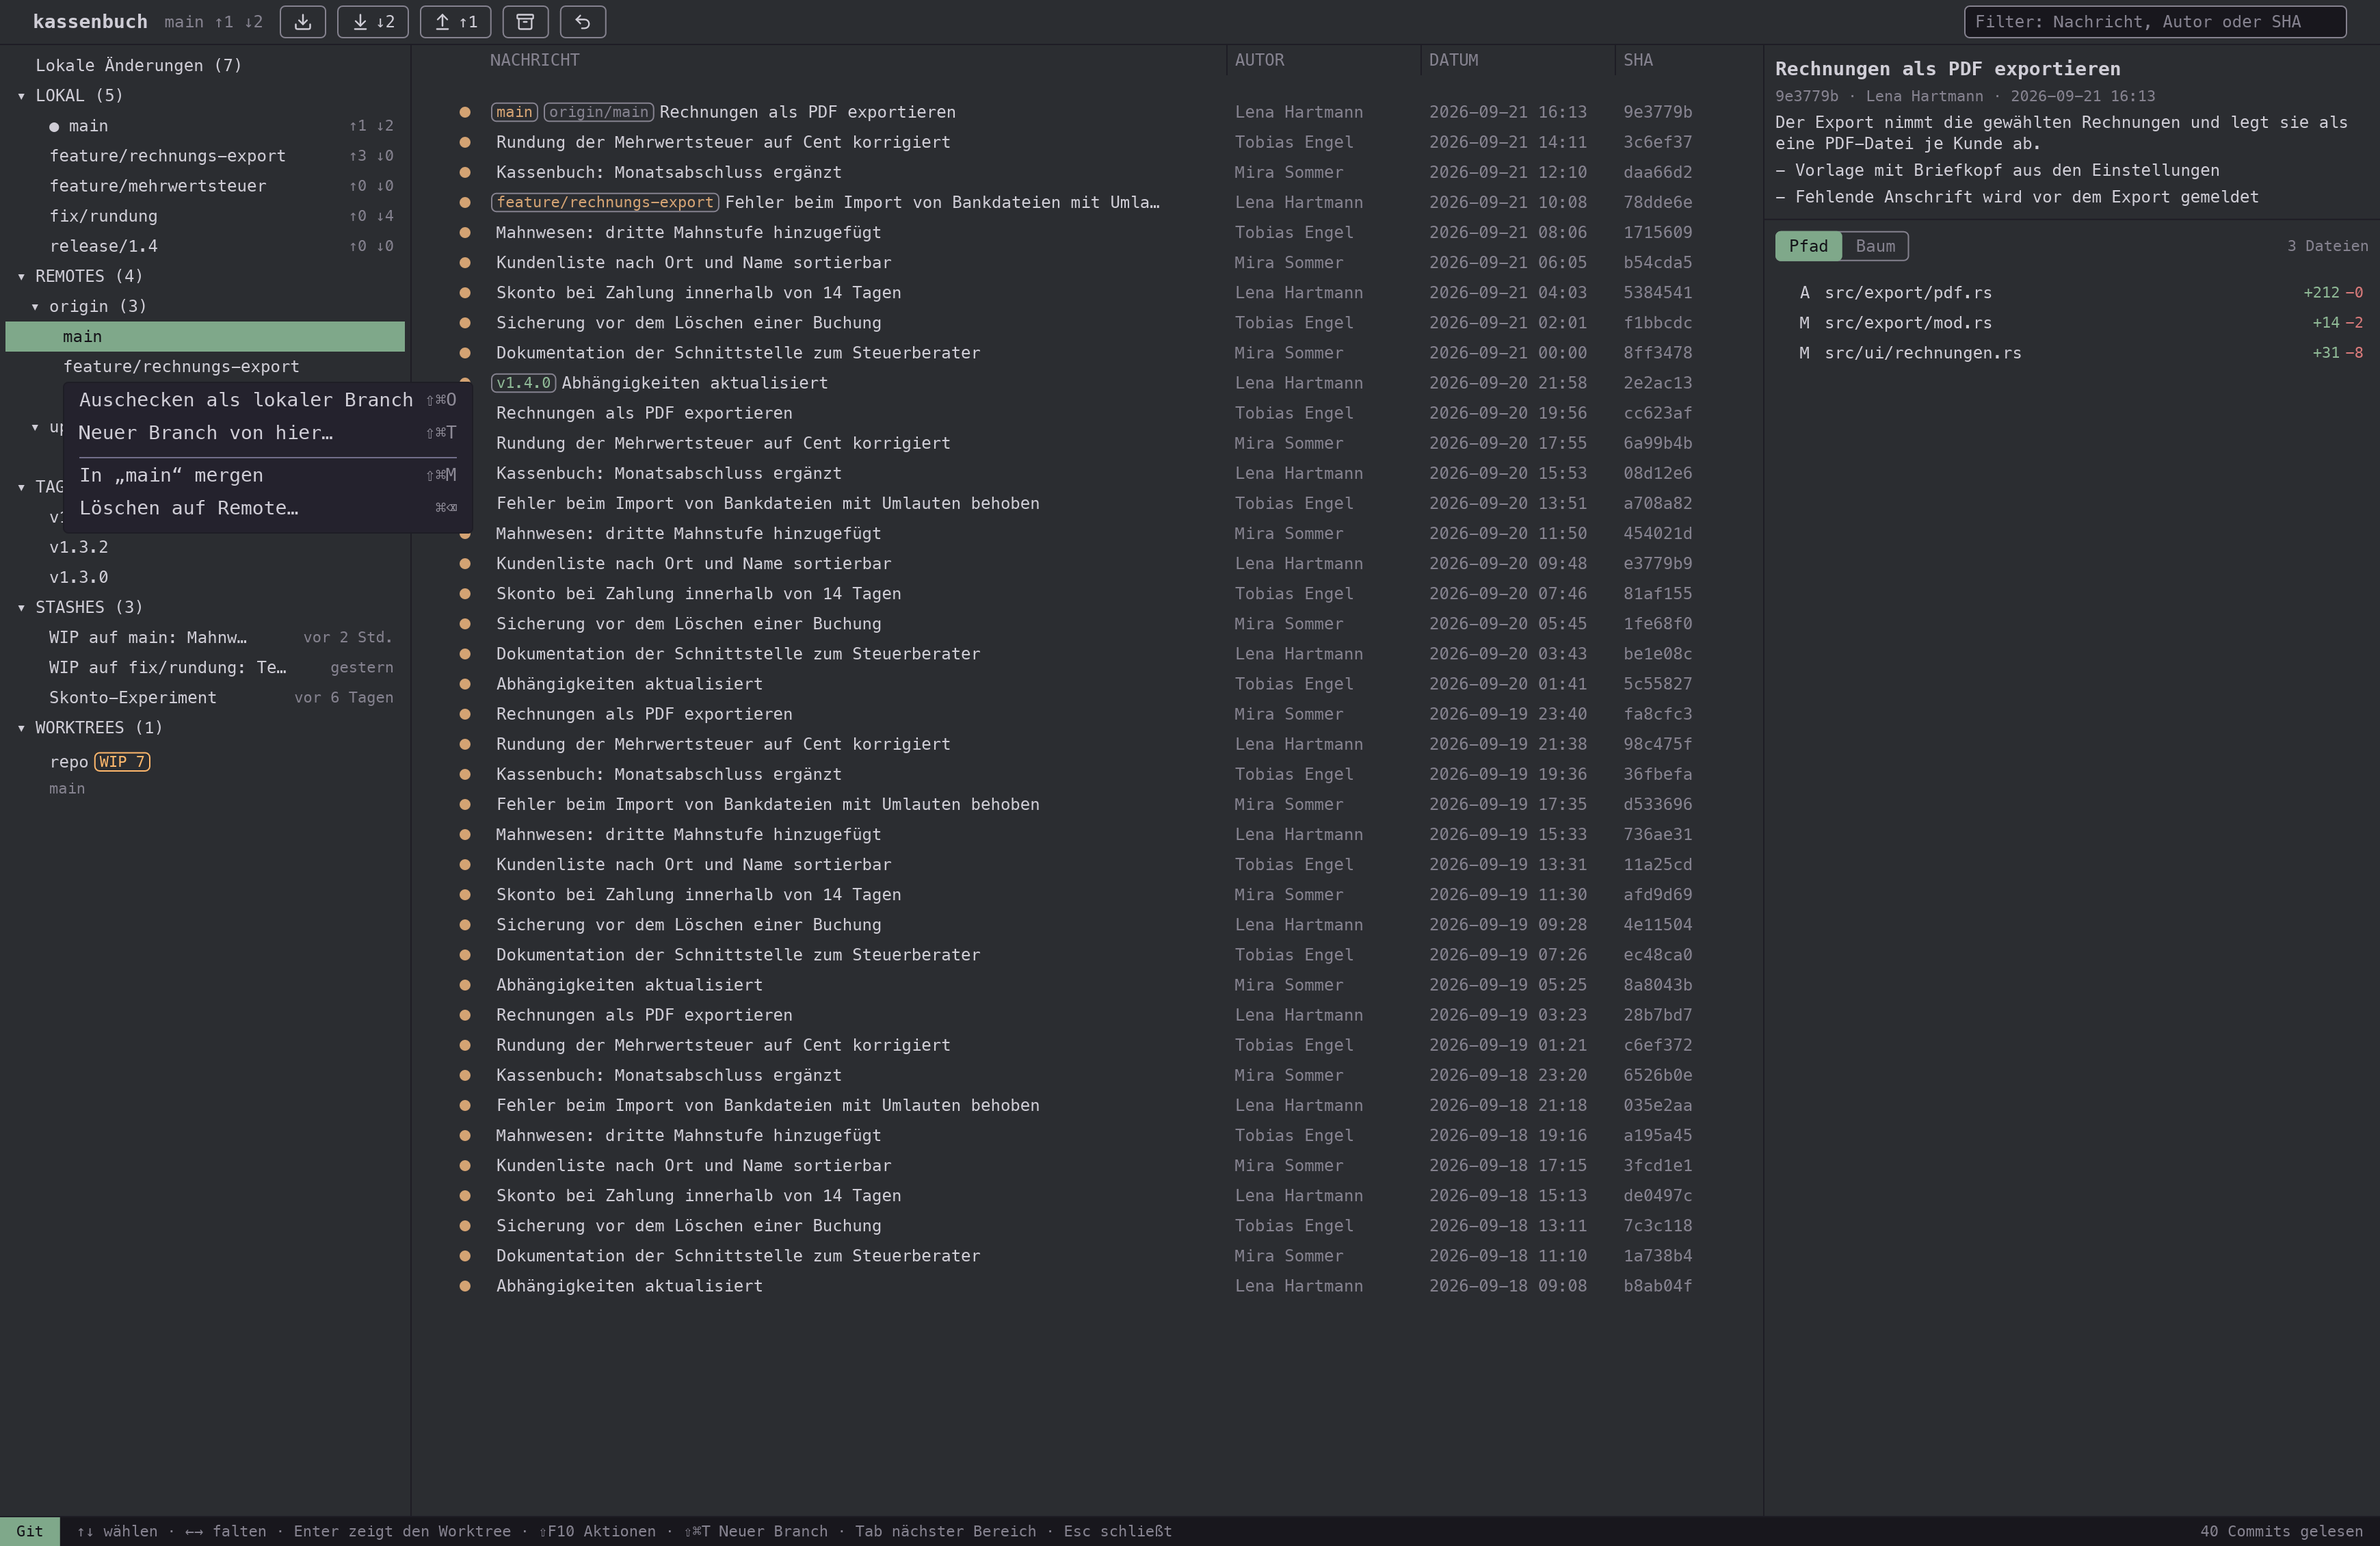 kassenbuch main ↑1 ↓2 ↓2 ↑1 Filter: Nachricht, Autor oder SHA
Lokale Änderungen (7)
▾ LOKAL (5)
● main ↑1 ↓2
feature/rechnungs-export ↑3 ↓0
feature/mehrwertsteuer ↑0 ↓0
fix/rundung ↑0 ↓4
release/1.4 ↑0 ↓0
▾ REMOTES (4)
▾ origin (3)
main
feature/rechnungs-export
▾ up
▾ TAG
v1
v1.3.2
v1.3.0
▾ STASHES (3)
WIP auf main: Mahnw… vor 2 Std.
WIP auf fix/rundung: Te… gestern
Skonto-Experiment vor 6 Tagen
▾ WORKTREES (1)
repo WIP 7
main
Auschecken als lokaler Branch ⇧⌘O
Neuer Branch von hier… ⇧⌘T
In „main“ mergen ⇧⌘M
Löschen auf Remote… ⌘⌫
NACHRICHT AUTOR DATUM SHA
main origin/main Rechnungen als PDF exportieren Lena Hartmann 2026-09-21 16:13 9e3779b
Rundung der Mehrwertsteuer auf Cent korrigiert Tobias Engel 2026-09-21 14:11 3c6ef37
Kassenbuch: Monatsabschluss ergänzt Mira Sommer 2026-09-21 12:10 daa66d2
feature/rechnungs-export Fehler beim Import von Bankdateien mit Umla… Lena Hartmann 2026-09-21 10:08 78dde6e
Mahnwesen: dritte Mahnstufe hinzugefügt Tobias Engel 2026-09-21 08:06 1715609
Kundenliste nach Ort und Name sortierbar Mira Sommer 2026-09-21 06:05 b54cda5
Skonto bei Zahlung innerhalb von 14 Tagen Lena Hartmann 2026-09-21 04:03 5384541
Sicherung vor dem Löschen einer Buchung Tobias Engel 2026-09-21 02:01 f1bbcdc
Dokumentation der Schnittstelle zum Steuerberater Mira Sommer 2026-09-21 00:00 8ff3478
v1.4.0 Abhängigkeiten aktualisiert Lena Hartmann 2026-09-20 21:58 2e2ac13
Rechnungen als PDF exportieren Tobias Engel 2026-09-20 19:56 cc623af
Rundung der Mehrwertsteuer auf Cent korrigiert Mira Sommer 2026-09-20 17:55 6a99b4b
Kassenbuch: Monatsabschluss ergänzt Lena Hartmann 2026-09-20 15:53 08d12e6
Fehler beim Import von Bankdateien mit Umlauten behoben Tobias Engel 2026-09-20 13:51 a708a82
Mahnwesen: dritte Mahnstufe hinzugefügt Mira Sommer 2026-09-20 11:50 454021d
Kundenliste nach Ort und Name sortierbar Lena Hartmann 2026-09-20 09:48 e3779b9
Skonto bei Zahlung innerhalb von 14 Tagen Tobias Engel 2026-09-20 07:46 81af155
Sicherung vor dem Löschen einer Buchung Mira Sommer 2026-09-20 05:45 1fe68f0
Dokumentation der Schnittstelle zum Steuerberater Lena Hartmann 2026-09-20 03:43 be1e08c
Abhängigkeiten aktualisiert Tobias Engel 2026-09-20 01:41 5c55827
Rechnungen als PDF exportieren Mira Sommer 2026-09-19 23:40 fa8cfc3
Rundung der Mehrwertsteuer auf Cent korrigiert Lena Hartmann 2026-09-19 21:38 98c475f
Kassenbuch: Monatsabschluss ergänzt Tobias Engel 2026-09-19 19:36 36fbefa
Fehler beim Import von Bankdateien mit Umlauten behoben Mira Sommer 2026-09-19 17:35 d533696
Mahnwesen: dritte Mahnstufe hinzugefügt Lena Hartmann 2026-09-19 15:33 736ae31
Kundenliste nach Ort und Name sortierbar Tobias Engel 2026-09-19 13:31 11a25cd
Skonto bei Zahlung innerhalb von 14 Tagen Mira Sommer 2026-09-19 11:30 afd9d69
Sicherung vor dem Löschen einer Buchung Lena Hartmann 2026-09-19 09:28 4e11504
Dokumentation der Schnittstelle zum Steuerberater Tobias Engel 2026-09-19 07:26 ec48ca0
Abhängigkeiten aktualisiert Mira Sommer 2026-09-19 05:25 8a8043b
Rechnungen als PDF exportieren Lena Hartmann 2026-09-19 03:23 28b7bd7
Rundung der Mehrwertsteuer auf Cent korrigiert Tobias Engel 2026-09-19 01:21 c6ef372
Kassenbuch: Monatsabschluss ergänzt Mira Sommer 2026-09-18 23:20 6526b0e
Fehler beim Import von Bankdateien mit Umlauten behoben Lena Hartmann 2026-09-18 21:18 035e2aa
Mahnwesen: dritte Mahnstufe hinzugefügt Tobias Engel 2026-09-18 19:16 a195a45
Kundenliste nach Ort und Name sortierbar Mira Sommer 2026-09-18 17:15 3fcd1e1
Skonto bei Zahlung innerhalb von 14 Tagen Lena Hartmann 2026-09-18 15:13 de0497c
Sicherung vor dem Löschen einer Buchung Tobias Engel 2026-09-18 13:11 7c3c118
Dokumentation der Schnittstelle zum Steuerberater Mira Sommer 2026-09-18 11:10 1a738b4
Abhängigkeiten aktualisiert Lena Hartmann 2026-09-18 09:08 b8ab04f
Rechnungen als PDF exportieren
9e3779b · Lena Hartmann · 2026-09-21 16:13
Der Export nimmt die gewählten Rechnungen und legt sie als
eine PDF-Datei je Kunde ab.
– Vorlage mit Briefkopf aus den Einstellungen
– Fehlende Anschrift wird vor dem Export gemeldet
Pfad Baum 3 Dateien
A src/export/pdf.rs +212 −0
M src/export/mod.rs +14 −2
M src/ui/rechnungen.rs +31 −8
Git ↑↓ wählen · ←→ falten · Enter zeigt den Worktree · ⇧F10 Aktionen · ⇧⌘T Neuer Branch · Tab nächster Bereich · Esc schließt 40 Commits gelesen